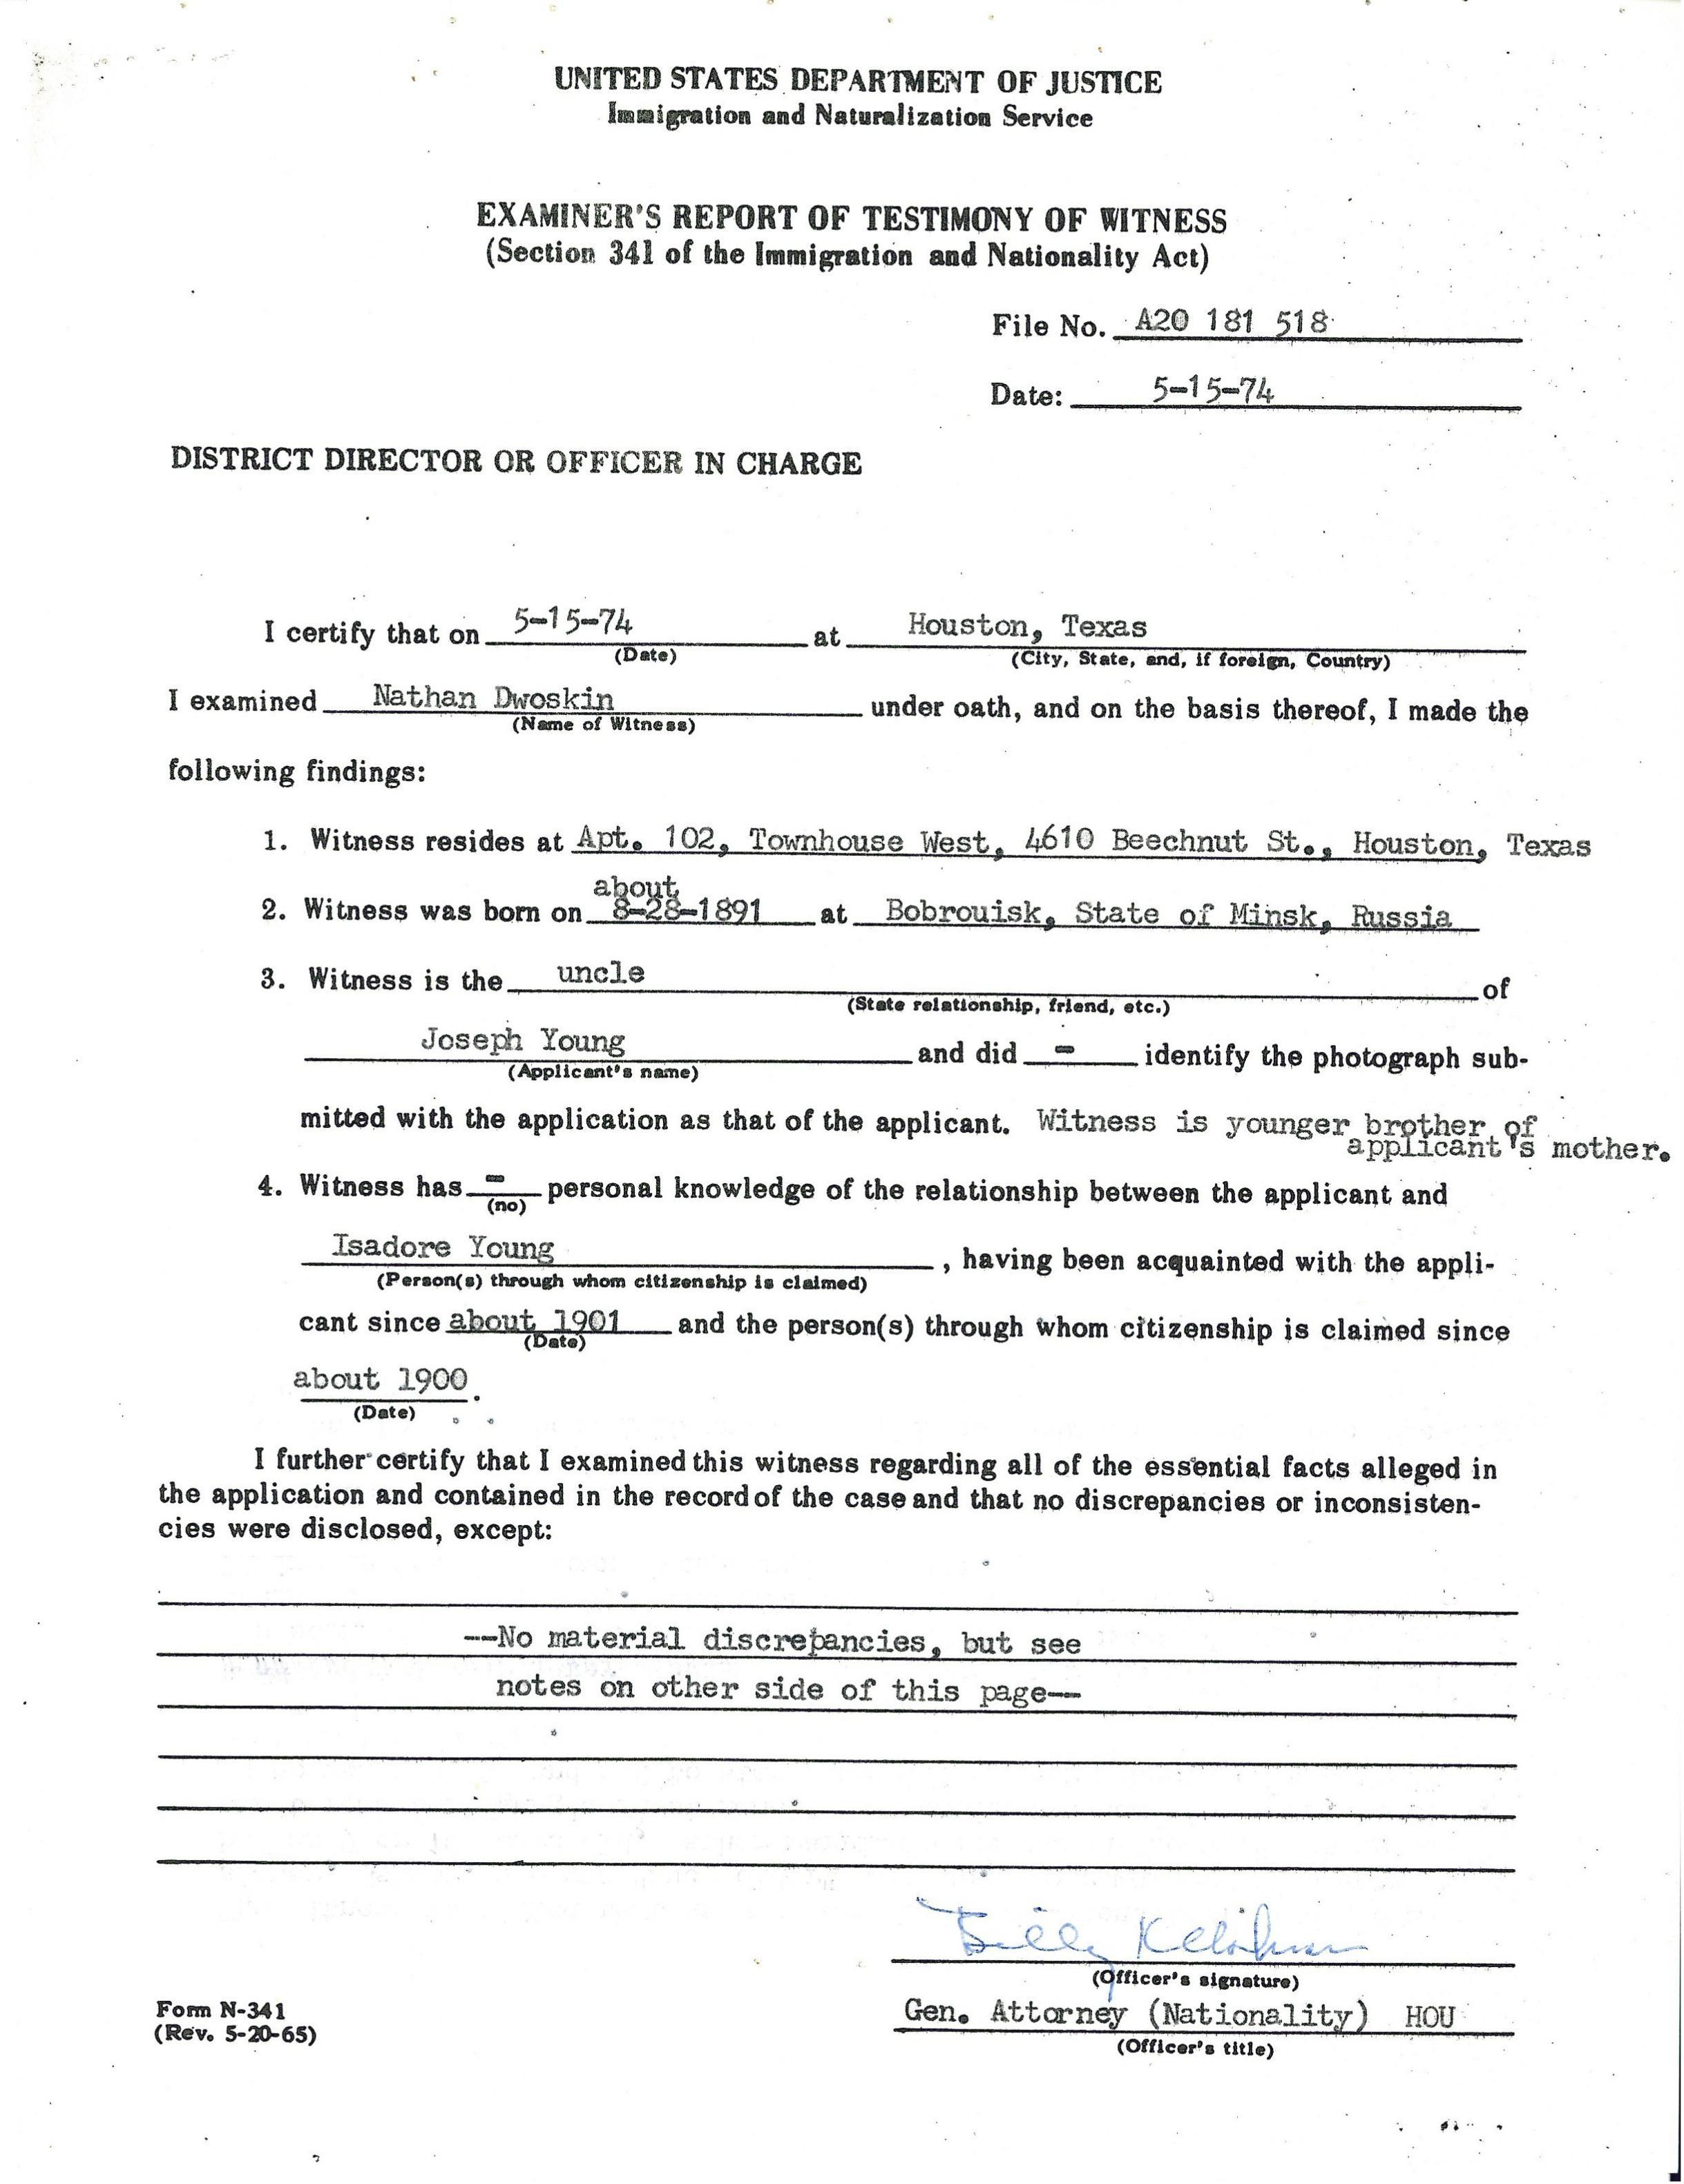 UNITED STATES DEPARTMENT OF JUSTICE
Immigration and Naturalization Service
EXAMINER'S REPORT OF TESTIMONY OF WITNESS
(Section 341 of the Immigration and Nationality Act)
File No. A20 181 518
Date: 5-15-74
DISTRICT DIRECTOR OR OFFICER IN CHARGE
I certify that on 5-15-74 at Houston, Texas
(Date) (City, State, and, if foreign, Country)
I examined Nathan Dwoskin under oath, and on the basis thereof, I made the
(Name of Witness)
following findings:
1. Witness resides at Apt. 102, Townhouse West, 4610 Beechnut St., Houston, Texas
about
2. Witness was born on 8-28-1891 at Bobrouisk, State of Minsk, Russia
3. Witness is the uncle of
(State relationship, friend, etc.)
Joseph Young and did - identify the photograph sub-
(Applicant's name)
mitted with the application as that of the applicant. Witness is younger brother of
applicant's mother.
4. Witness has - personal knowledge of the relationship between the applicant and
(no)
Isadore Young , having been acquainted with the appli-
(Person(s) through whom citizenship is claimed)
cant since about 1901 and the person(s) through whom citizenship is claimed since
(Date)
about 1900.
(Date)
I further certify that I examined this witness regarding all of the essential facts alleged in
the application and contained in the record of the case and that no discrepancies or inconsisten-
cies were disclosed, except:
--No material discrepancies, but see
notes on other side of this page--
(Officer's signature)
Gen. Attorney (Nationality) HOU
(Officer's title)
Form N-341
(Rev. 5-20-65)